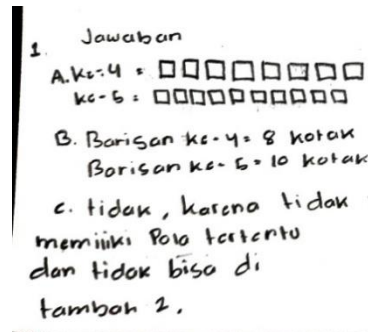 Jawaban
1.
A. Ke-4 =
Ke-5 =
B. Barisan ke-4 = 8 kotak
Barisan ke-5 = 10 kotak
C. tidak, karena tidak
memiliki Pola tertentu
dan tidak bisa di
tambah 2.